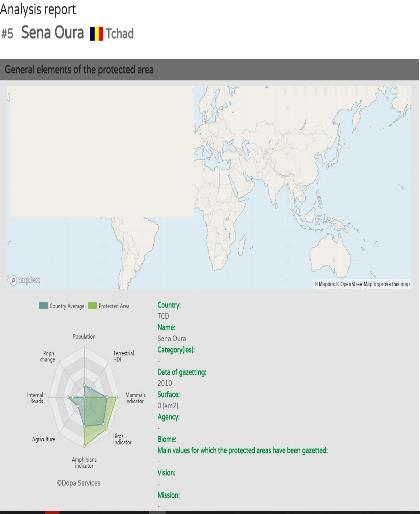 Analysis report
#5 Sena Oura Tchad
General elements of the protected area
mapbox
© Mapbox © OpenStreetMap Improve this map
Country Average Protected Area
Population
Terrestrial HDI
Mammals indicator
Birds indicator
Amphibians indicator
Agriculture
Internal Roads
Popn. change
©Dopa Services
Country:
TCD
Name:
Sena Oura
Category(ies):
-
Data of gazetting:
2010
Surface:
0 [km2]
Agency:
-
Biome:
Main values for which the protected areas have been gazetted:
-
Vision:
-
Mission:
-